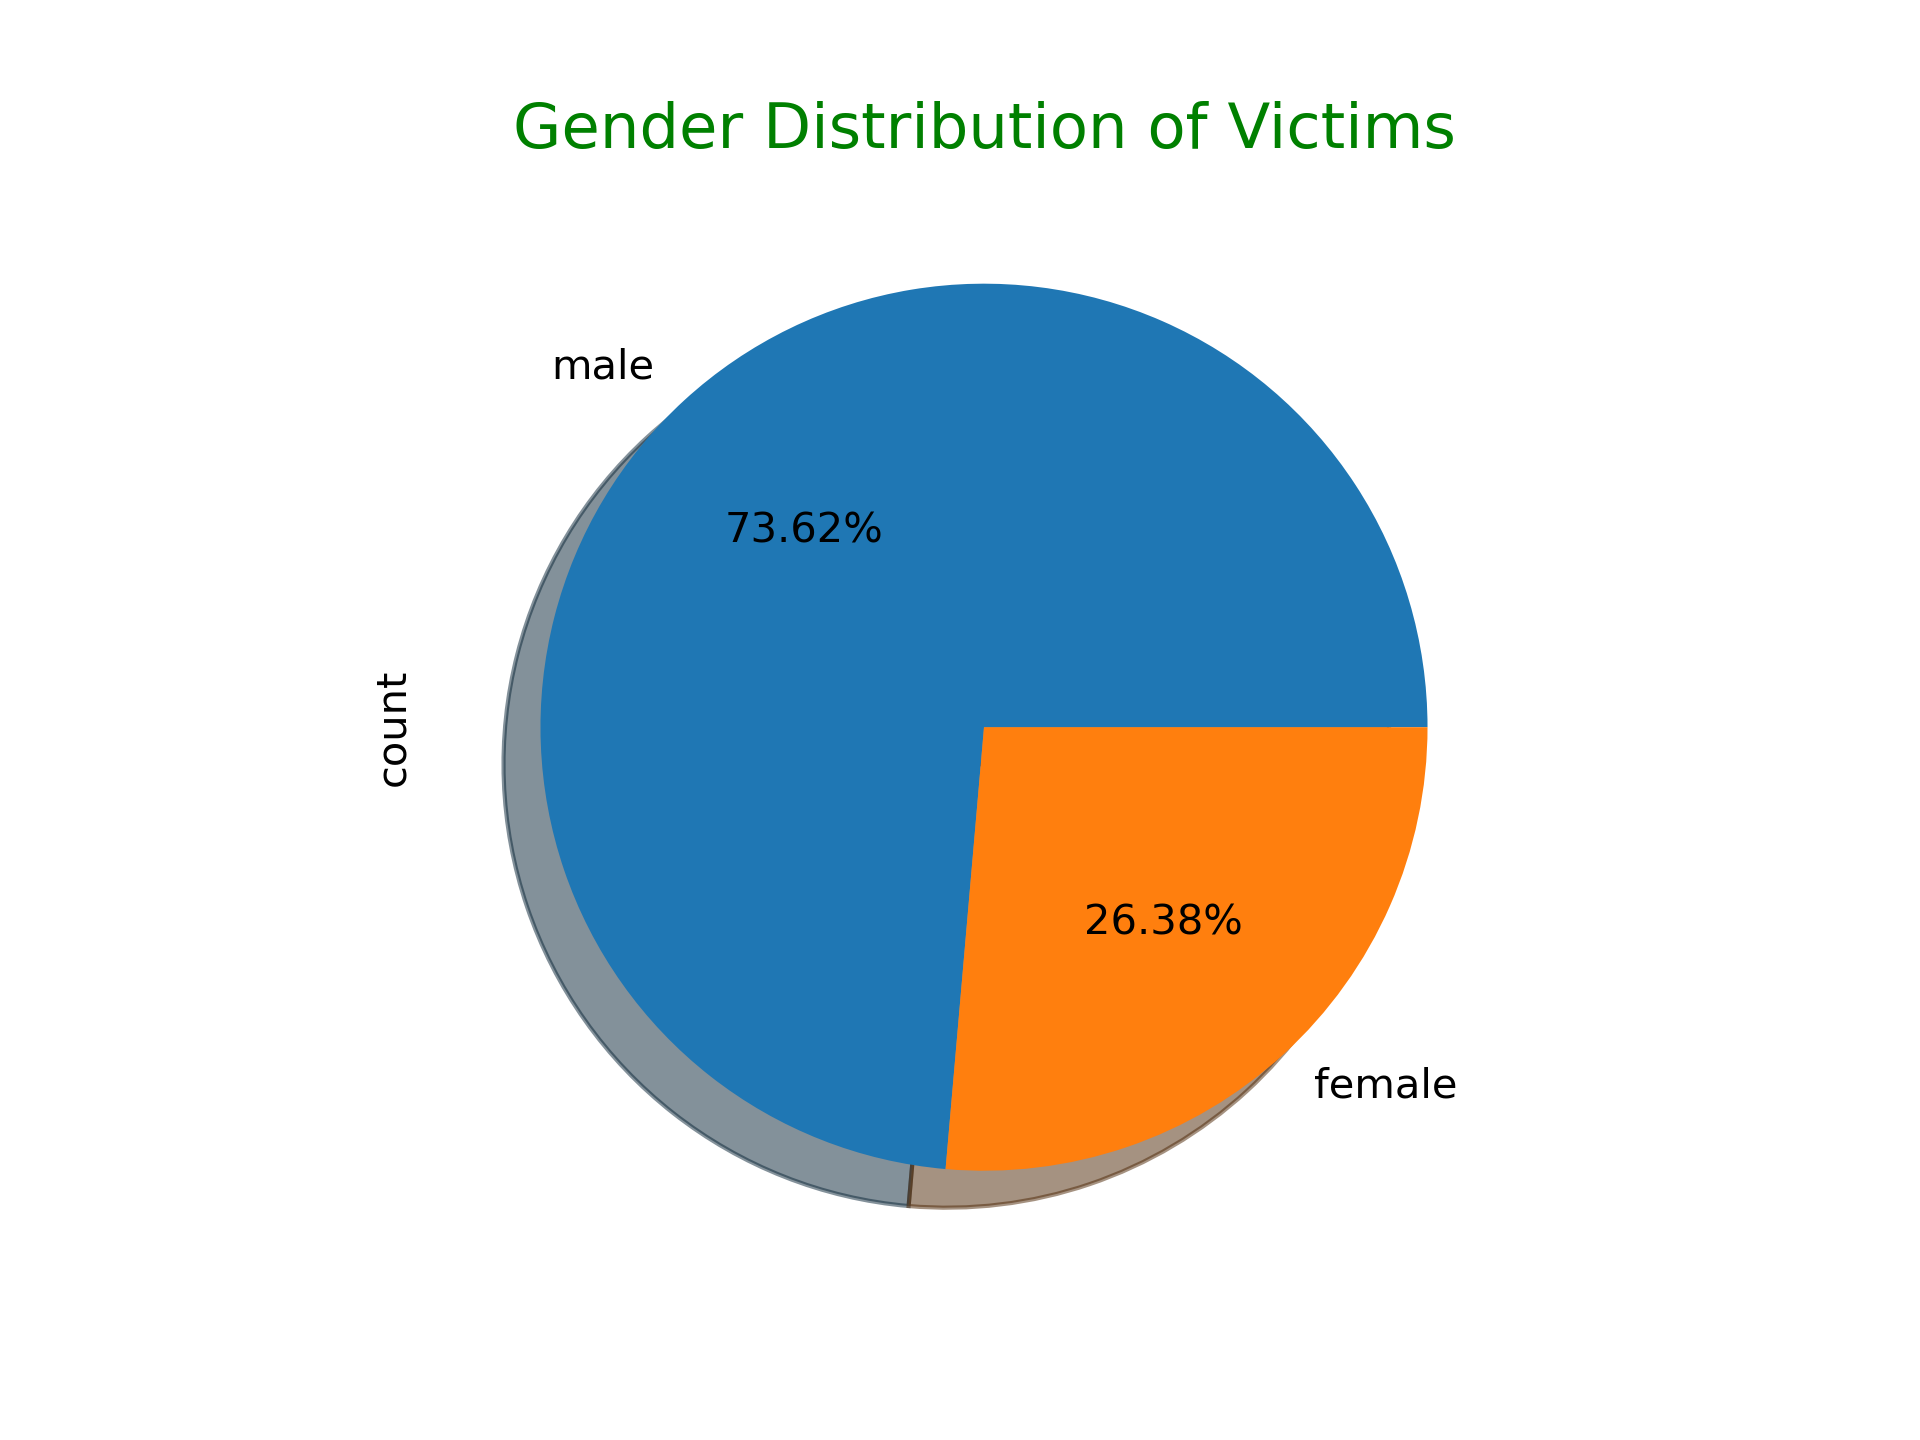 Gender Distribution of Victims
male
73.62%
count
26.38%
female